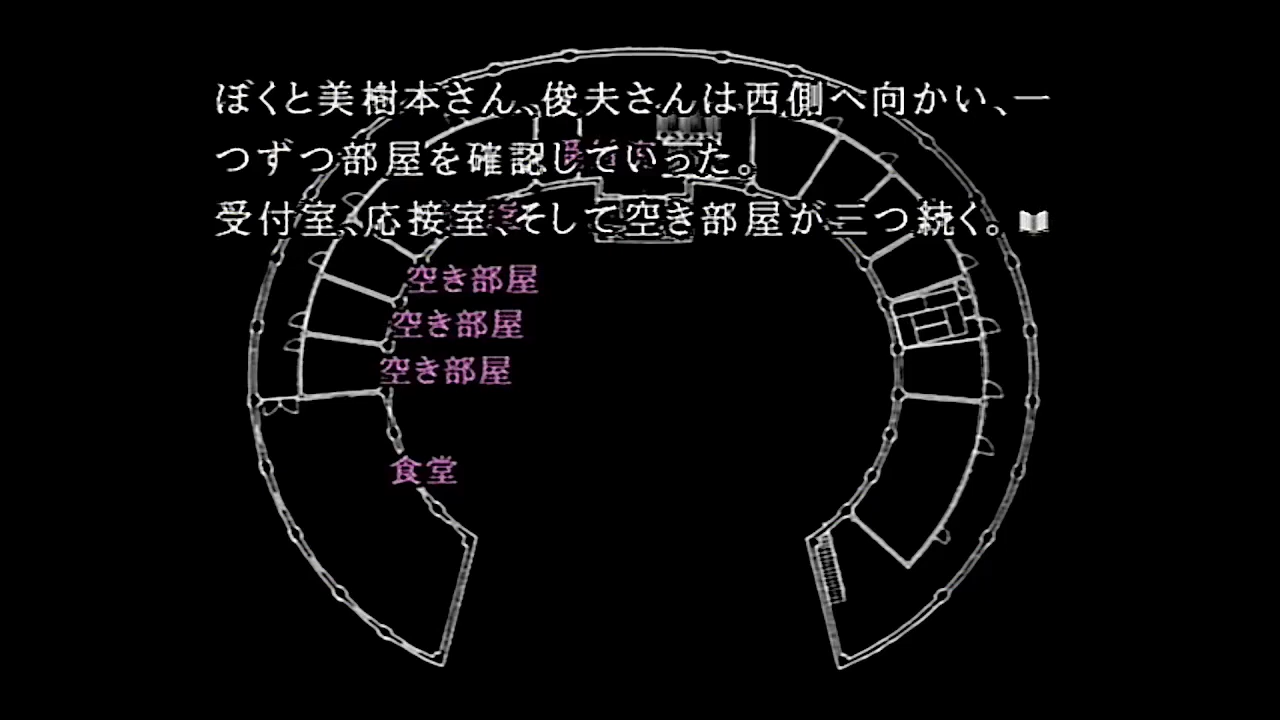 ぼくと美樹本さん、俊夫さんは西側へ向かい、一
つずつ部屋を確認していった。
受付室、応接室、そして空き部屋が三つ続く。
空き部屋
空き部屋
空き部屋
食堂